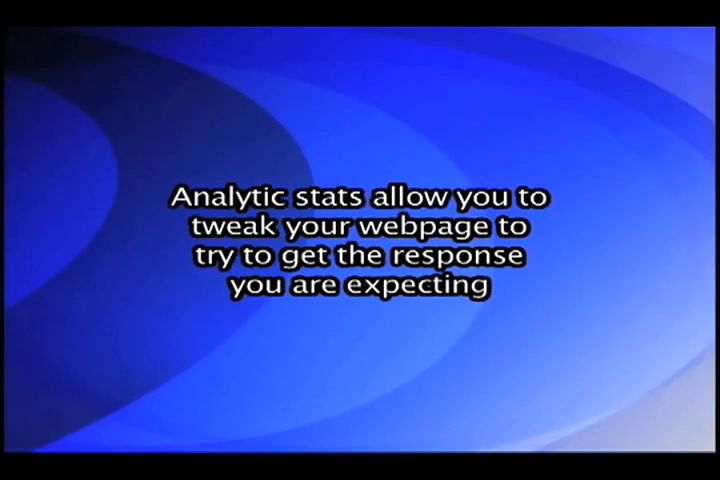 Analytic stats allow you to
tweak your webpage to
try to get the response
you are expecting